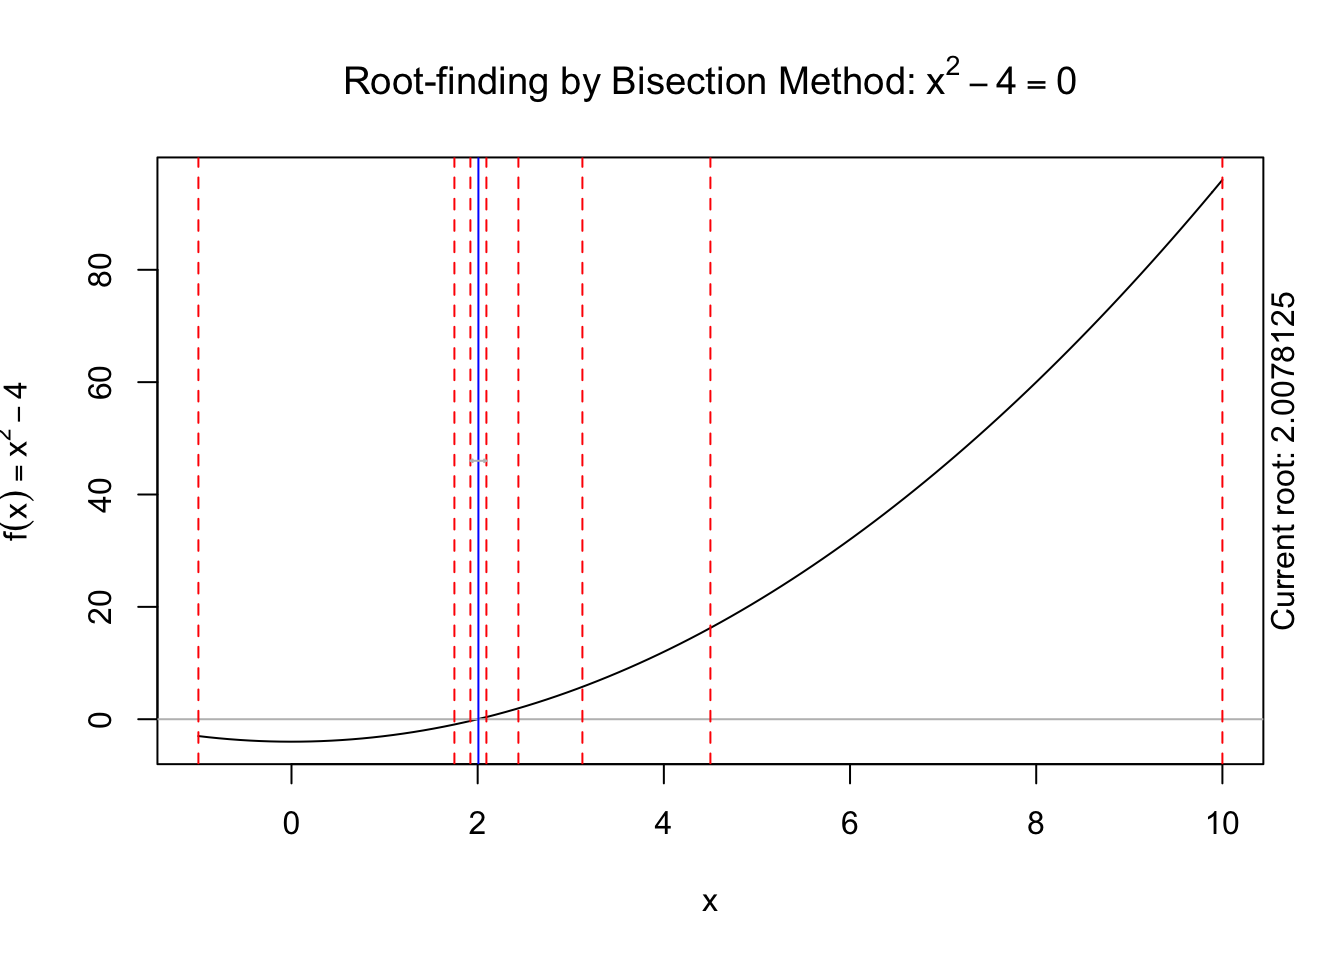 Root-finding by Bisection Method: x² − 4 = 0
f(x) = x² − 4
80
60
40
20
0
0 2 4 6 8 10
x
Current root: 2.0078125